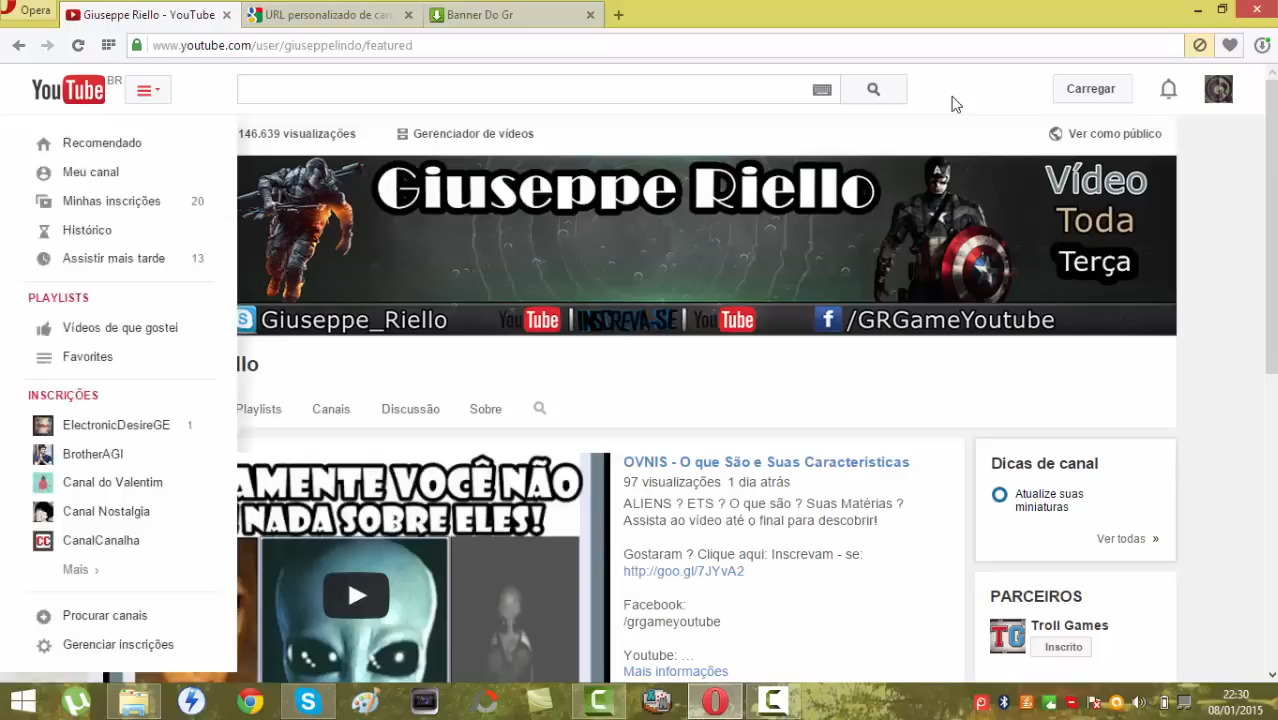 Opera
Giuseppe Riello - YouTube
URL personalizado de can
Banner Do Gr
www.youtube.com/user/giuseppelindo/featured
YouTube BR
Carregar
Recomendado
Meu canal
Minhas inscrições 20
Histórico
Assistir mais tarde 13
PLAYLISTS
Vídeos de que gostei
Favorites
INSCRIÇÕES
ElectronicDesireGE 1
BrotherAGI
Canal do Valentim
Canal Nostalgia
CC CanalCanalha
Mais ›
Procurar canais
Gerenciar inscrições
146.639 visualizações
Gerenciador de vídeos
Ver como público
Giuseppe Riello
Vídeo
Toda
Terça
Giuseppe_Riello
YouTube | INSCREVA-SE | YouTube
/GRGameYoutube
llo
Playlists Canais Discussão Sobre
AMENTE VOCÊ NÃO
E NADA SOBRE ELES!
OVNIS - O que São e Suas Características
97 visualizações 1 dia atrás
ALIENS ? ETS ? O que são ? Suas Matérias ?
Assista ao vídeo até o final para descobrir!
Gostaram ? Clique aqui: Inscrevam - se:
http://goo.gl/7JYvA2
Facebook:
/grgameyoutube
Youtube: ...
Mais informações
Dicas de canal
Atualize suas
miniaturas
Ver todas »
PARCEIROS
TG
Troll Games
Inscrito
22:30
08/01/2015